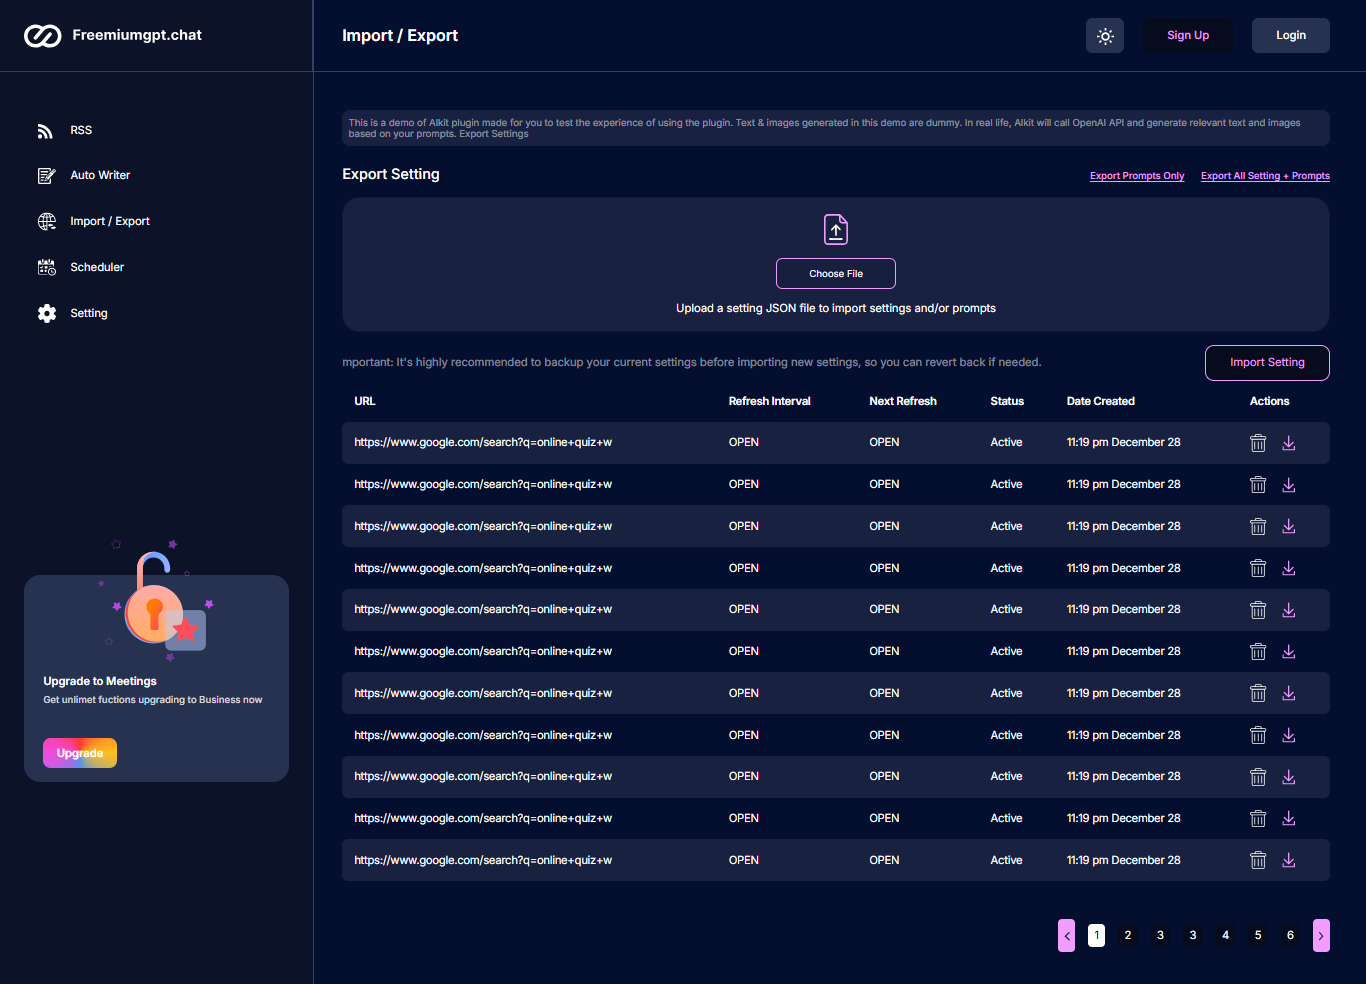 Freemiumgpt.chat
Import / Export
Sign Up
Login
RSS
Auto Writer
Import / Export
Scheduler
Setting
Upgrade to Meetings
Get unlimet fuctions upgrading to Business now
Upgrade
This is a demo of AIkit plugin made for you to test the experience of using the plugin. Text & images generated in this demo are dummy. In real life, AIkit will call OpenAI API and generate relevant text and images
based on your prompts. Export Settings
Export Setting
Export Prompts Only
Export All Setting + Prompts
Choose File
Upload a setting JSON file to import settings and/or prompts
mportant: It's highly recommended to backup your current settings before importing new settings, so you can revert back if needed.
Import Setting
URL Refresh Interval Next Refresh Status Date Created Actions
https://www.google.com/search?q=online+quiz+w OPEN OPEN Active 11:19 pm December 28
https://www.google.com/search?q=online+quiz+w OPEN OPEN Active 11:19 pm December 28
https://www.google.com/search?q=online+quiz+w OPEN OPEN Active 11:19 pm December 28
https://www.google.com/search?q=online+quiz+w OPEN OPEN Active 11:19 pm December 28
https://www.google.com/search?q=online+quiz+w OPEN OPEN Active 11:19 pm December 28
https://www.google.com/search?q=online+quiz+w OPEN OPEN Active 11:19 pm December 28
https://www.google.com/search?q=online+quiz+w OPEN OPEN Active 11:19 pm December 28
https://www.google.com/search?q=online+quiz+w OPEN OPEN Active 11:19 pm December 28
https://www.google.com/search?q=online+quiz+w OPEN OPEN Active 11:19 pm December 28
https://www.google.com/search?q=online+quiz+w OPEN OPEN Active 11:19 pm December 28
https://www.google.com/search?q=online+quiz+w OPEN OPEN Active 11:19 pm December 28
< 1 2 3 3 4 5 6 >